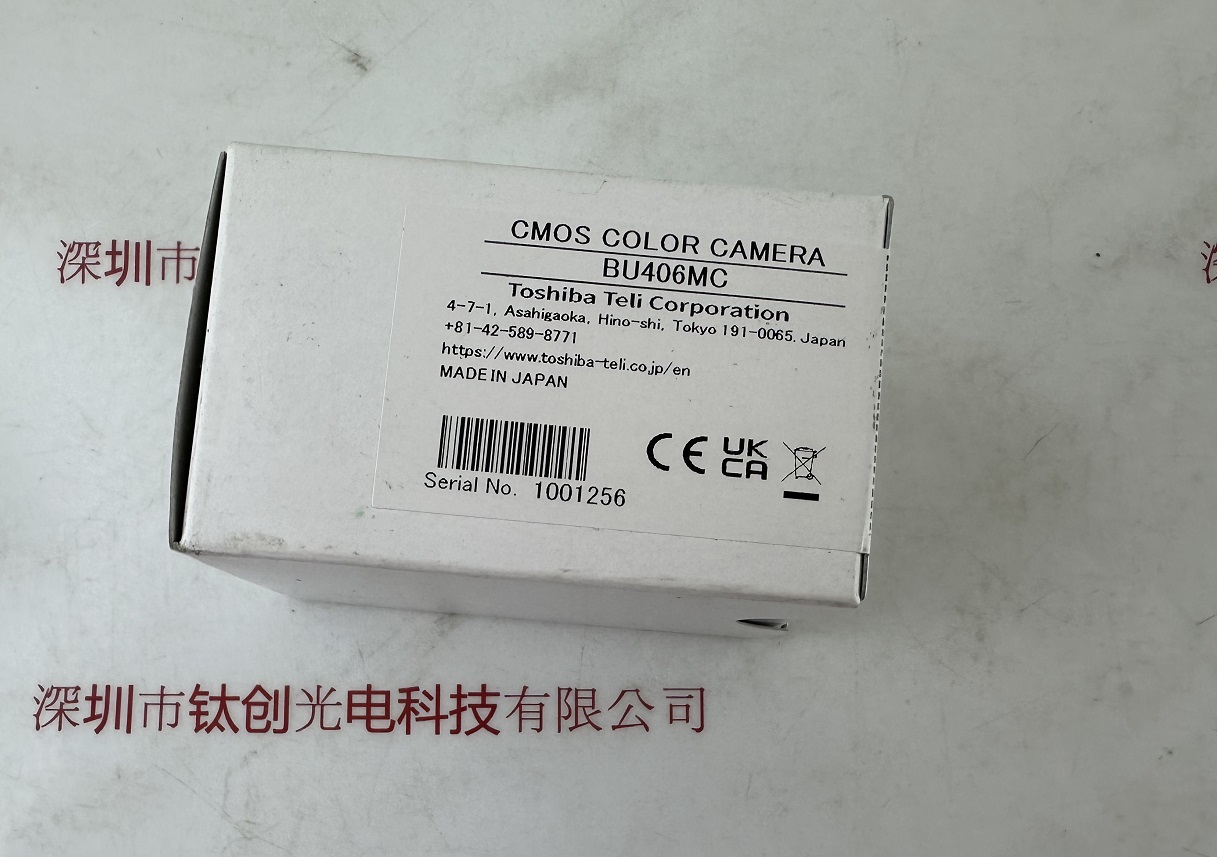 CMOS COLOR CAMERA
BU406MC
Toshiba Teli Corporation
4-7-1, Asahigaoka, Hino-shi, Tokyo 191-0065. Japan
+81-42-589-8771
https://www.toshiba-teli.co.jp/en
MADE IN JAPAN
CE UK CA
Serial No. 1001256
深圳市
深圳市钛创光电科技有限公司